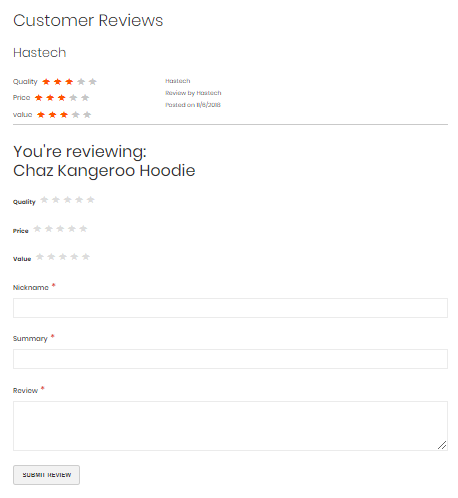 Customer Reviews
Hastech
Quality
Hastech
Price
Review by Hastech
value
Posted on 8/6/2018
You're reviewing:
Chaz Kangeroo Hoodie
Quality
Price
Value
Nickname *
Summary *
Review *
SUBMIT REVIEW